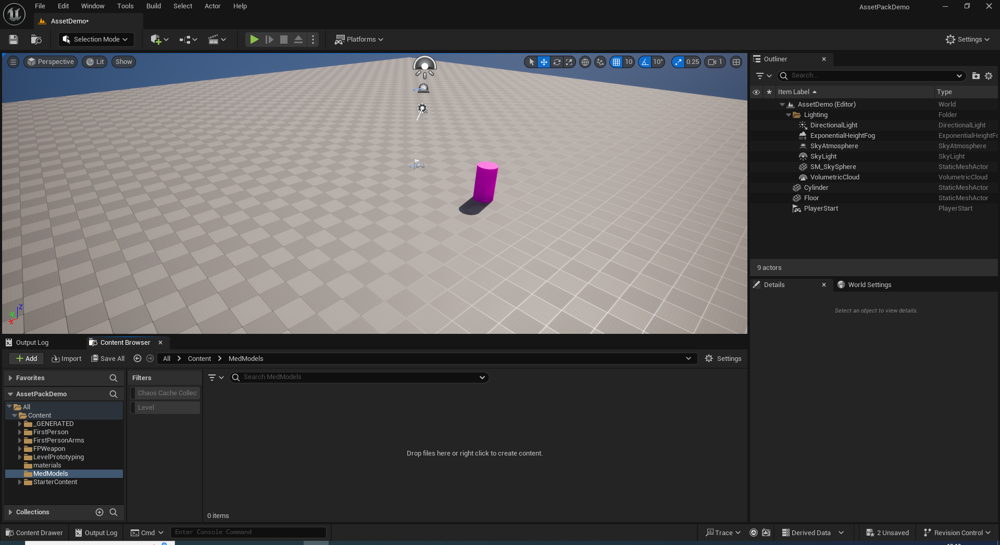 File Edit Window Tools Build Select Actor Help
AssetPackDemo
AssetDemo*
Selection Mode
Platforms
Settings
Perspective Lit Show
10 10° 0.25 1
Z
X
Outliner
Search...
Item Label Type
AssetDemo (Editor) World
Lighting Folder
DirectionalLight DirectionalLight
ExponentialHeightFog ExponentialHeightFo
SkyAtmosphere SkyAtmosphere
SkyLight SkyLight
SM_SkySphere StaticMeshActor
VolumetricCloud VolumetricCloud
Cylinder StaticMeshActor
Floor StaticMeshActor
PlayerStart PlayerStart
9 actors
Details World Settings
Select an object to view details.
Output Log Content Browser
Add Import Save All All Content MedModels Settings
Favorites
Filters
Search MedModels
AssetPackDemo
Chaos Cache Collec
Level
All
Content
_GENERATED
FirstPerson
FirstPersonArms
FPWeapon
LevelPrototyping
materials
MedModels
StarterContent
Drop files here or right click to create content.
Collections
0 items
Content Drawer Output Log Cmd Enter Console Command
Trace Derived Data 2 Unsaved Revision Control